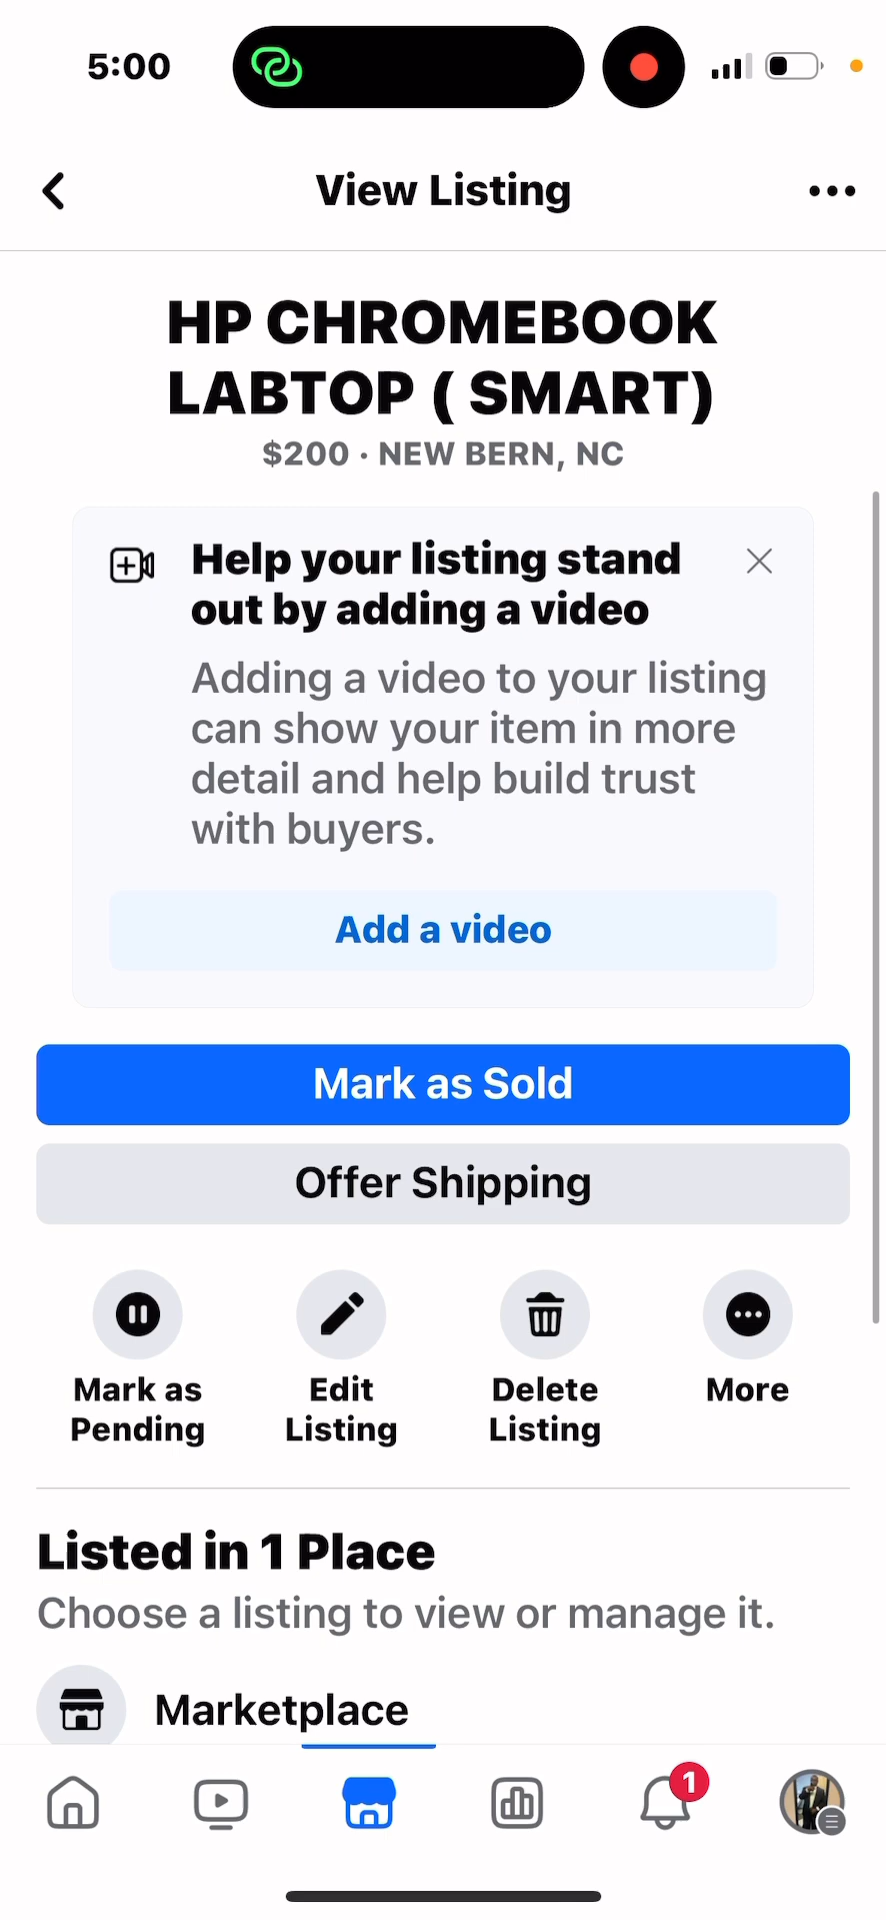 5:00
View Listing
HP CHROMEBOOK
LABTOP ( SMART)
$200 · NEW BERN, NC
Help your listing stand
out by adding a video
Adding a video to your listing
can show your item in more
detail and help build trust
with buyers.
Add a video
Mark as Sold
Offer Shipping
Mark as
Pending
Edit
Listing
Delete
Listing
More
Listed in 1 Place
Choose a listing to view or manage it.
Marketplace
1